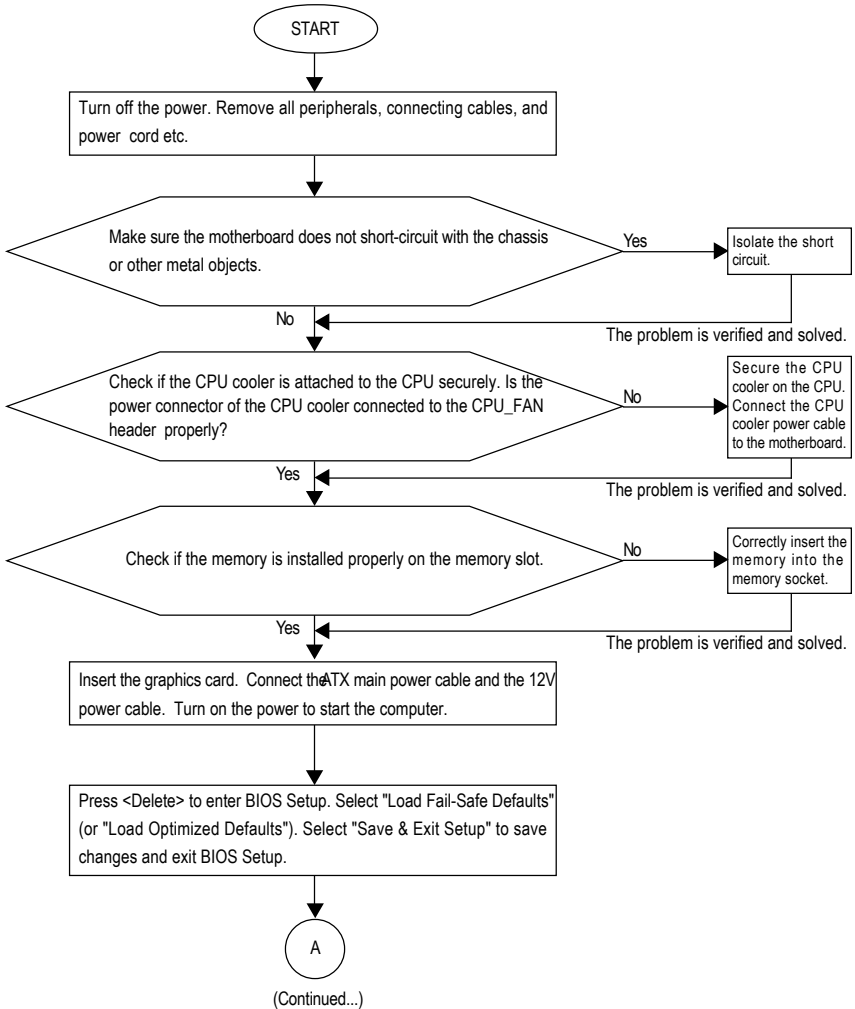 START
Turn off the power. Remove all peripherals, connecting cables, and
power cord etc.
Make sure the motherboard does not short-circuit with the chassis
or other metal objects.
Yes
Isolate the short
circuit.
No
The problem is verified and solved.
Check if the CPU cooler is attached to the CPU securely. Is the
power connector of the CPU cooler connected to the CPU_FAN
header properly?
No
Secure the CPU
cooler on the CPU.
Connect the CPU
cooler power cable
to the motherboard.
Yes
The problem is verified and solved.
Check if the memory is installed properly on the memory slot.
No
Correctly insert the
memory into the
memory socket.
Yes
The problem is verified and solved.
Insert the graphics card. Connect the ATX main power cable and the 12V
power cable. Turn on the power to start the computer.
Press <Delete> to enter BIOS Setup. Select "Load Fail-Safe Defaults"
(or "Load Optimized Defaults"). Select "Save & Exit Setup" to save
changes and exit BIOS Setup.
A
(Continued...)